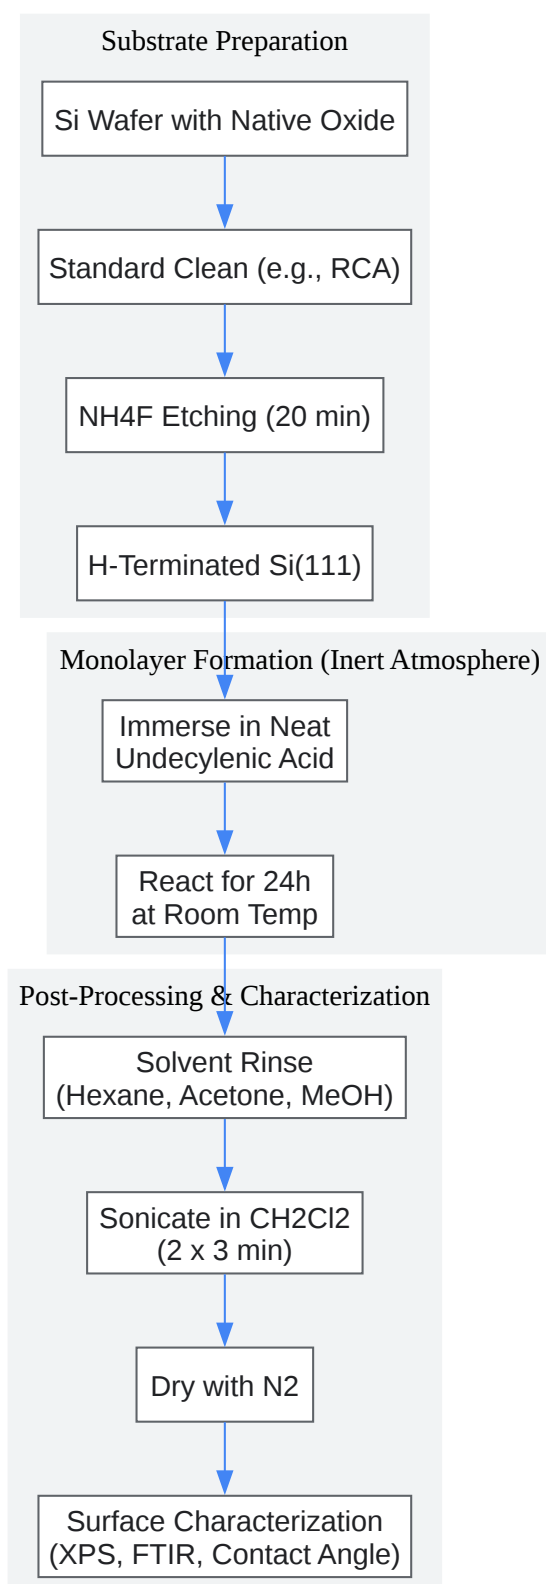 Substrate Preparation
Si Wafer with Native Oxide
Standard Clean (e.g., RCA)
NH4F Etching (20 min)
H-Terminated Si(111)
Monolayer Formation (Inert Atmosphere)
Immerse in Neat
Undecylenic Acid
React for 24h
at Room Temp
Post-Processing & Characterization
Solvent Rinse
(Hexane, Acetone, MeOH)
Sonicate in CH2Cl2
(2 x 3 min)
Dry with N2
Surface Characterization
(XPS, FTIR, Contact Angle)